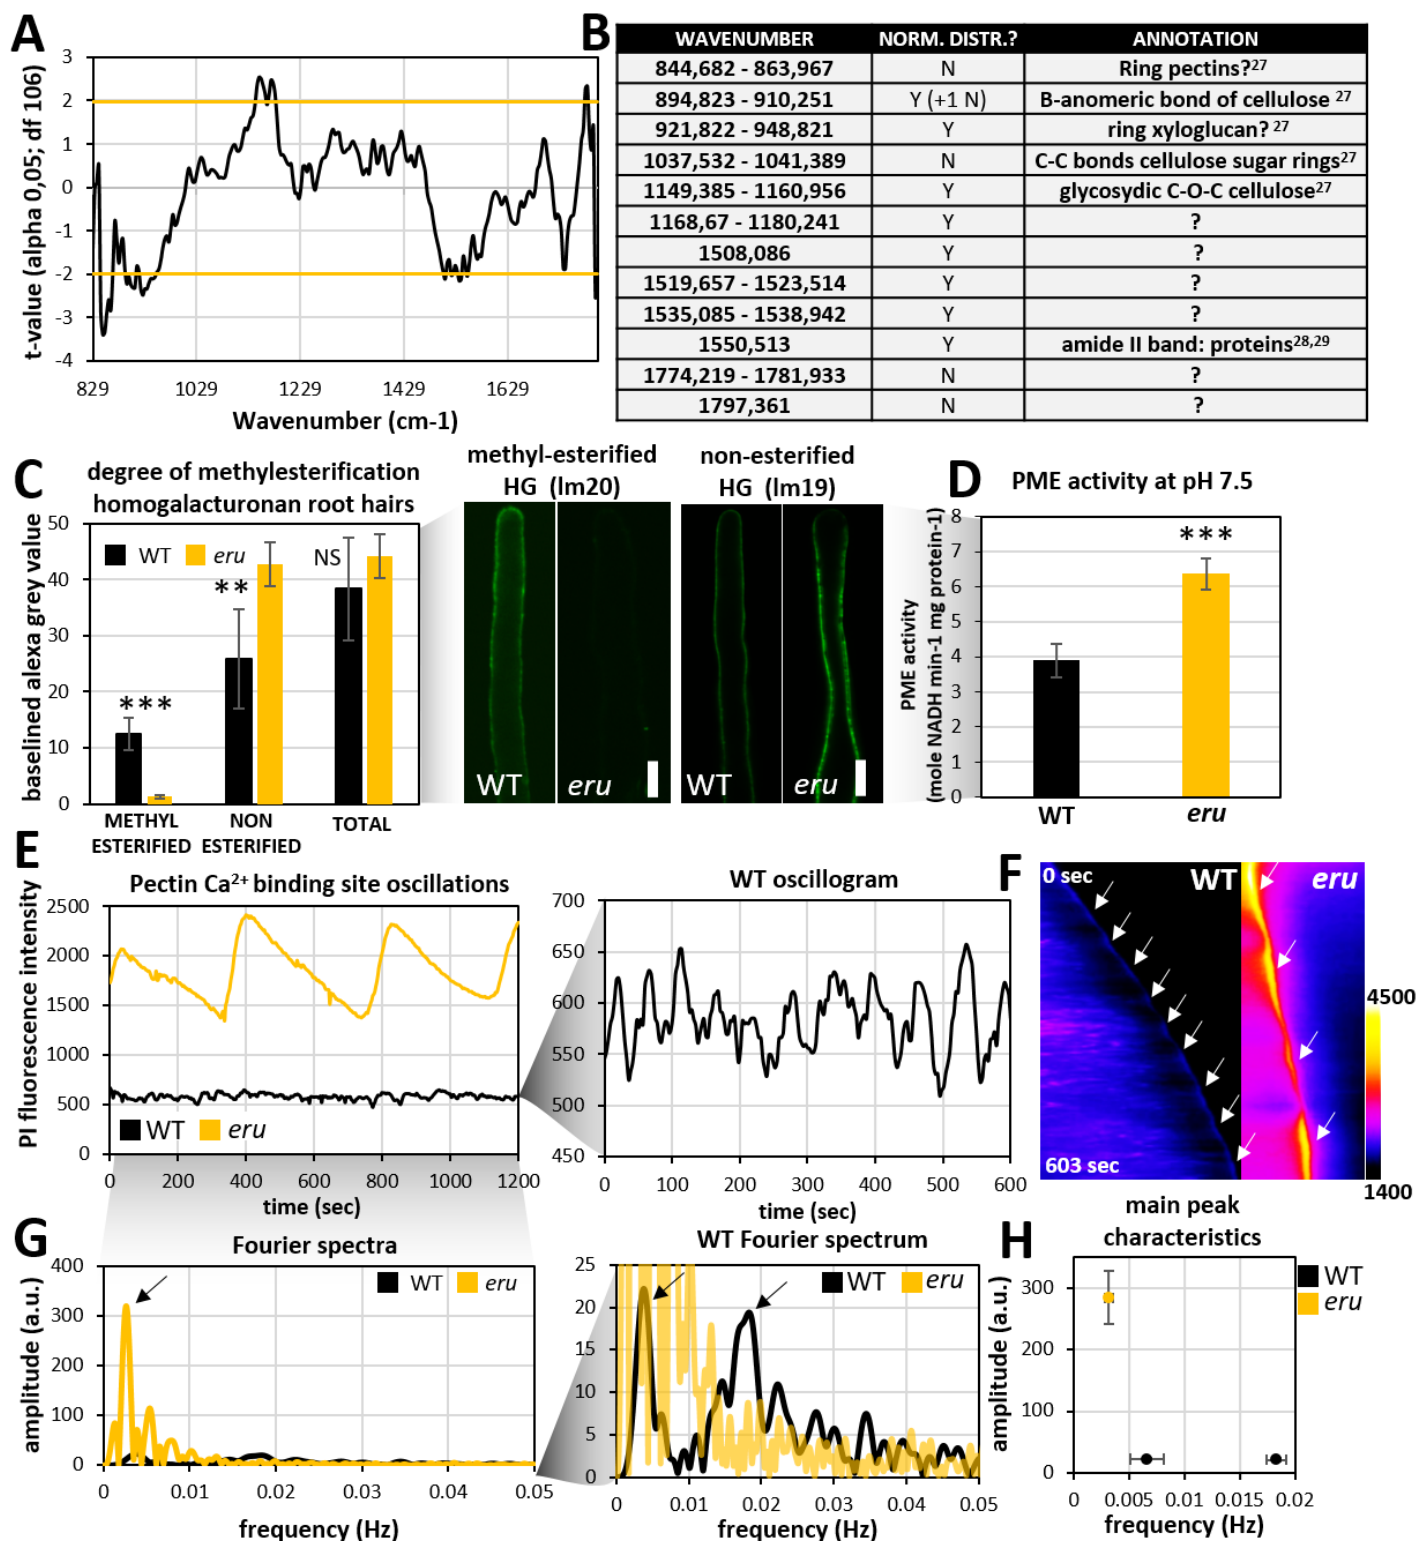 A
t-value (alpha 0,05; df 106)
3
2
1
0
-1
-2
-3
-4
829
1029
1229
1429
1629
Wavenumber (cm-1)
B
WAVENUMBER NORM. DISTR.? ANNOTATION
844,682 - 863,967 N Ring pectins?27
894,823 - 910,251 Y (+1 N) B-anomeric bond of cellulose 27
921,822 - 948,821 Y ring xyloglucan? 27
1037,532 - 1041,389 N C-C bonds cellulose sugar rings27
1149,385 - 1160,956 Y glycosydic C-O-C cellulose27
1168,67 - 1180,241 Y ?
1508,086 Y ?
1519,657 - 1523,514 Y ?
1535,085 - 1538,942 Y ?
1550,513 Y amide II band: proteins28,29
1774,219 - 1781,933 N ?
1797,361 N ?
C
degree of methylesterification
homogalacturonan root hairs
baselined alexa grey value
50
40
30
20
10
0
WT eru
***
**
NS
METHYL
ESTERIFIED
NON
ESTERIFIED
TOTAL
methyl-esterified
HG (lm20)
WT
eru
non-esterified
HG (lm19)
WT
eru
D
PME activity at pH 7.5
PME activity
(mole NADH min-1 mg protein-1)
8
7
6
5
4
3
2
1
0
***
WT
eru
E
Pectin Ca2+ binding site oscillations
PI fluorescence intensity
2500
2000
1500
1000
500
0
WT eru
0
200
400
600
800
1000
1200
time (sec)
WT oscillogram
700
650
600
550
500
450
0
100
200
300
400
500
600
time (sec)
F
0 sec
WT
eru
603 sec
4500
1400
G
Fourier spectra
amplitude (a.u.)
400
300
200
100
0
WT eru
0
0.01
0.02
0.03
0.04
0.05
frequency (Hz)
WT Fourier spectrum
25
20
15
10
5
0
WT eru
0
0.01
0.02
0.03
0.04
0.05
frequency (Hz)
H
main peak
characteristics
amplitude (a.u.)
300
200
100
0
WT
eru
0
0.005
0.01
0.015
0.02
frequency (Hz)